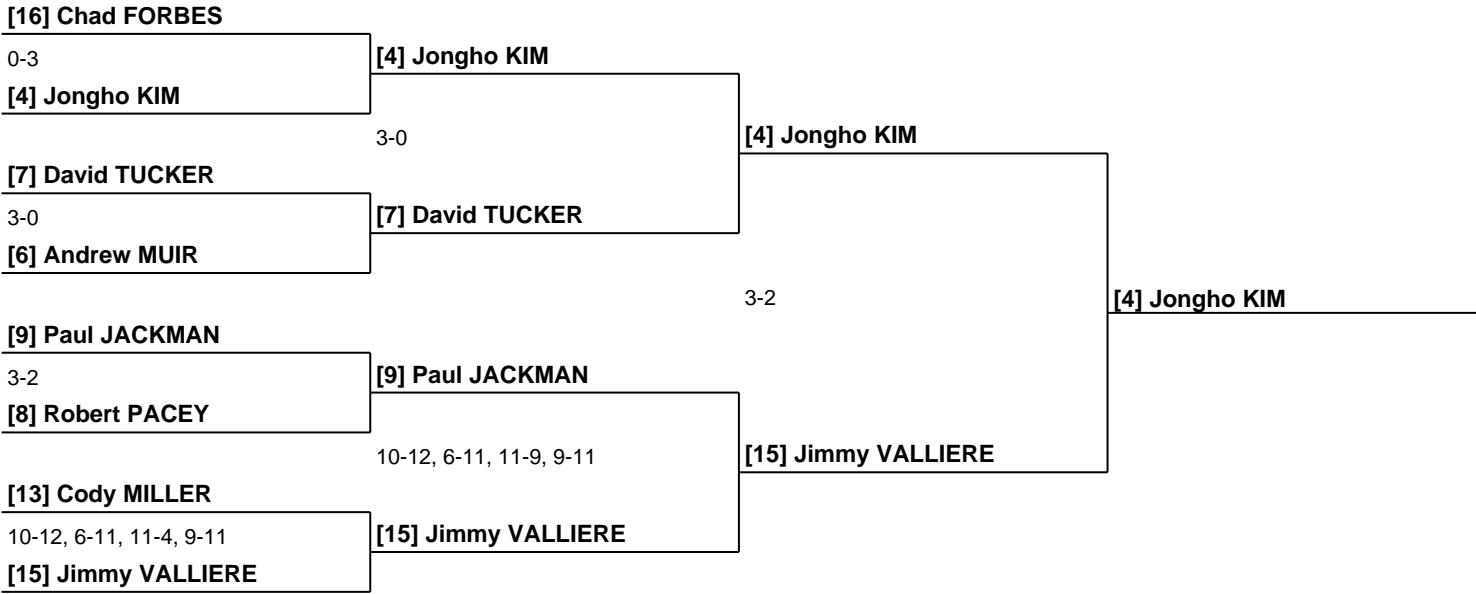 [16] Chad FORBES
0-3
[4] Jongho KIM
[4] Jongho KIM
3-0
[4] Jongho KIM
[7] David TUCKER
3-0
[7] David TUCKER
[6] Andrew MUIR
3-2
[4] Jongho KIM
[9] Paul JACKMAN
3-2
[9] Paul JACKMAN
[8] Robert PACEY
10-12, 6-11, 11-9, 9-11
[15] Jimmy VALLIERE
[13] Cody MILLER
10-12, 6-11, 11-4, 9-11
[15] Jimmy VALLIERE
[15] Jimmy VALLIERE